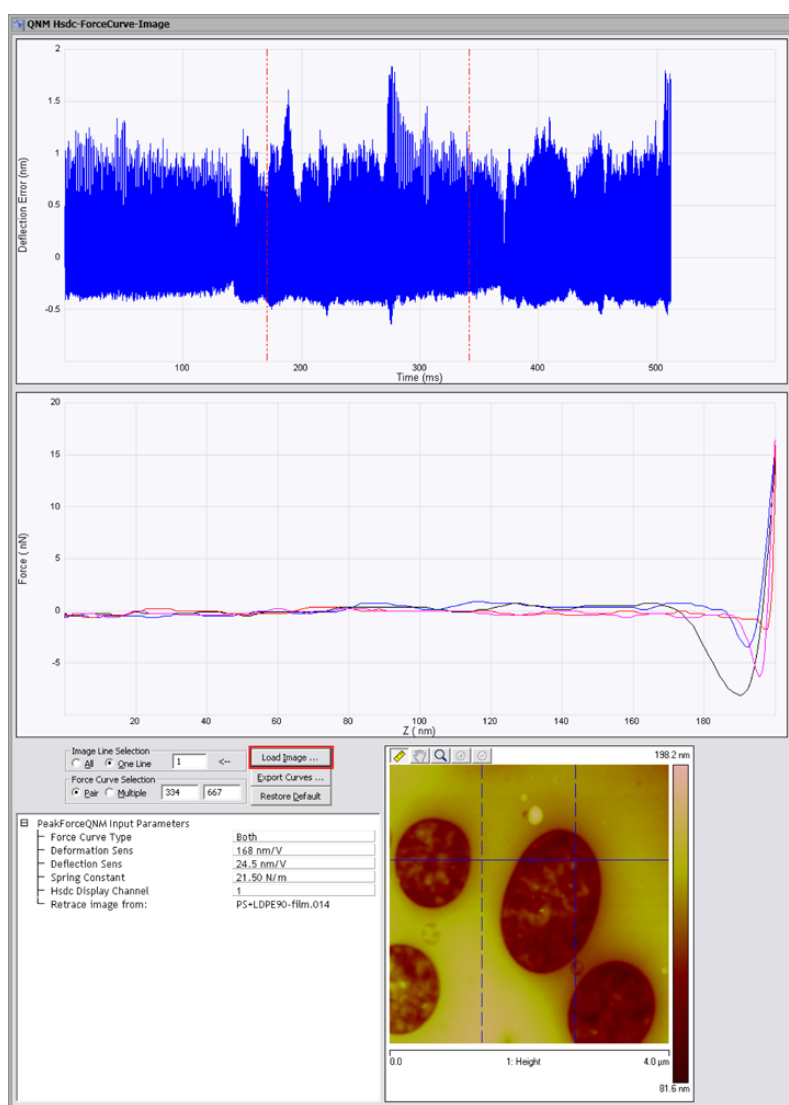 QNM Hsdc-ForceCurve-Image
2
1.5
1
0.5
0
-0.5
Deflection Error (nm)
100 200 300 400 500
Time (ms)
20
15
10
5
0
-5
Force ( nN)
20 40 60 80 100 120 140 160 180
Z ( nm)
Image Line Selection
All One Line 1 <--
Force Curve Selection
Pair Multiple 334 667
Load Image ...
Export Curves ...
Restore Default
PeakForceQNM Input Parameters
Force Curve Type Both
Deformation Sens 168 nm/V
Deflection Sens 24.5 nm/V
Spring Constant 21.50 N/m
Hsdc Display Channel 1
Retrace image from: PS+LDPE90-film.014
198.2 nm
0.0 1: Height 4.0 µm
81.6 nm